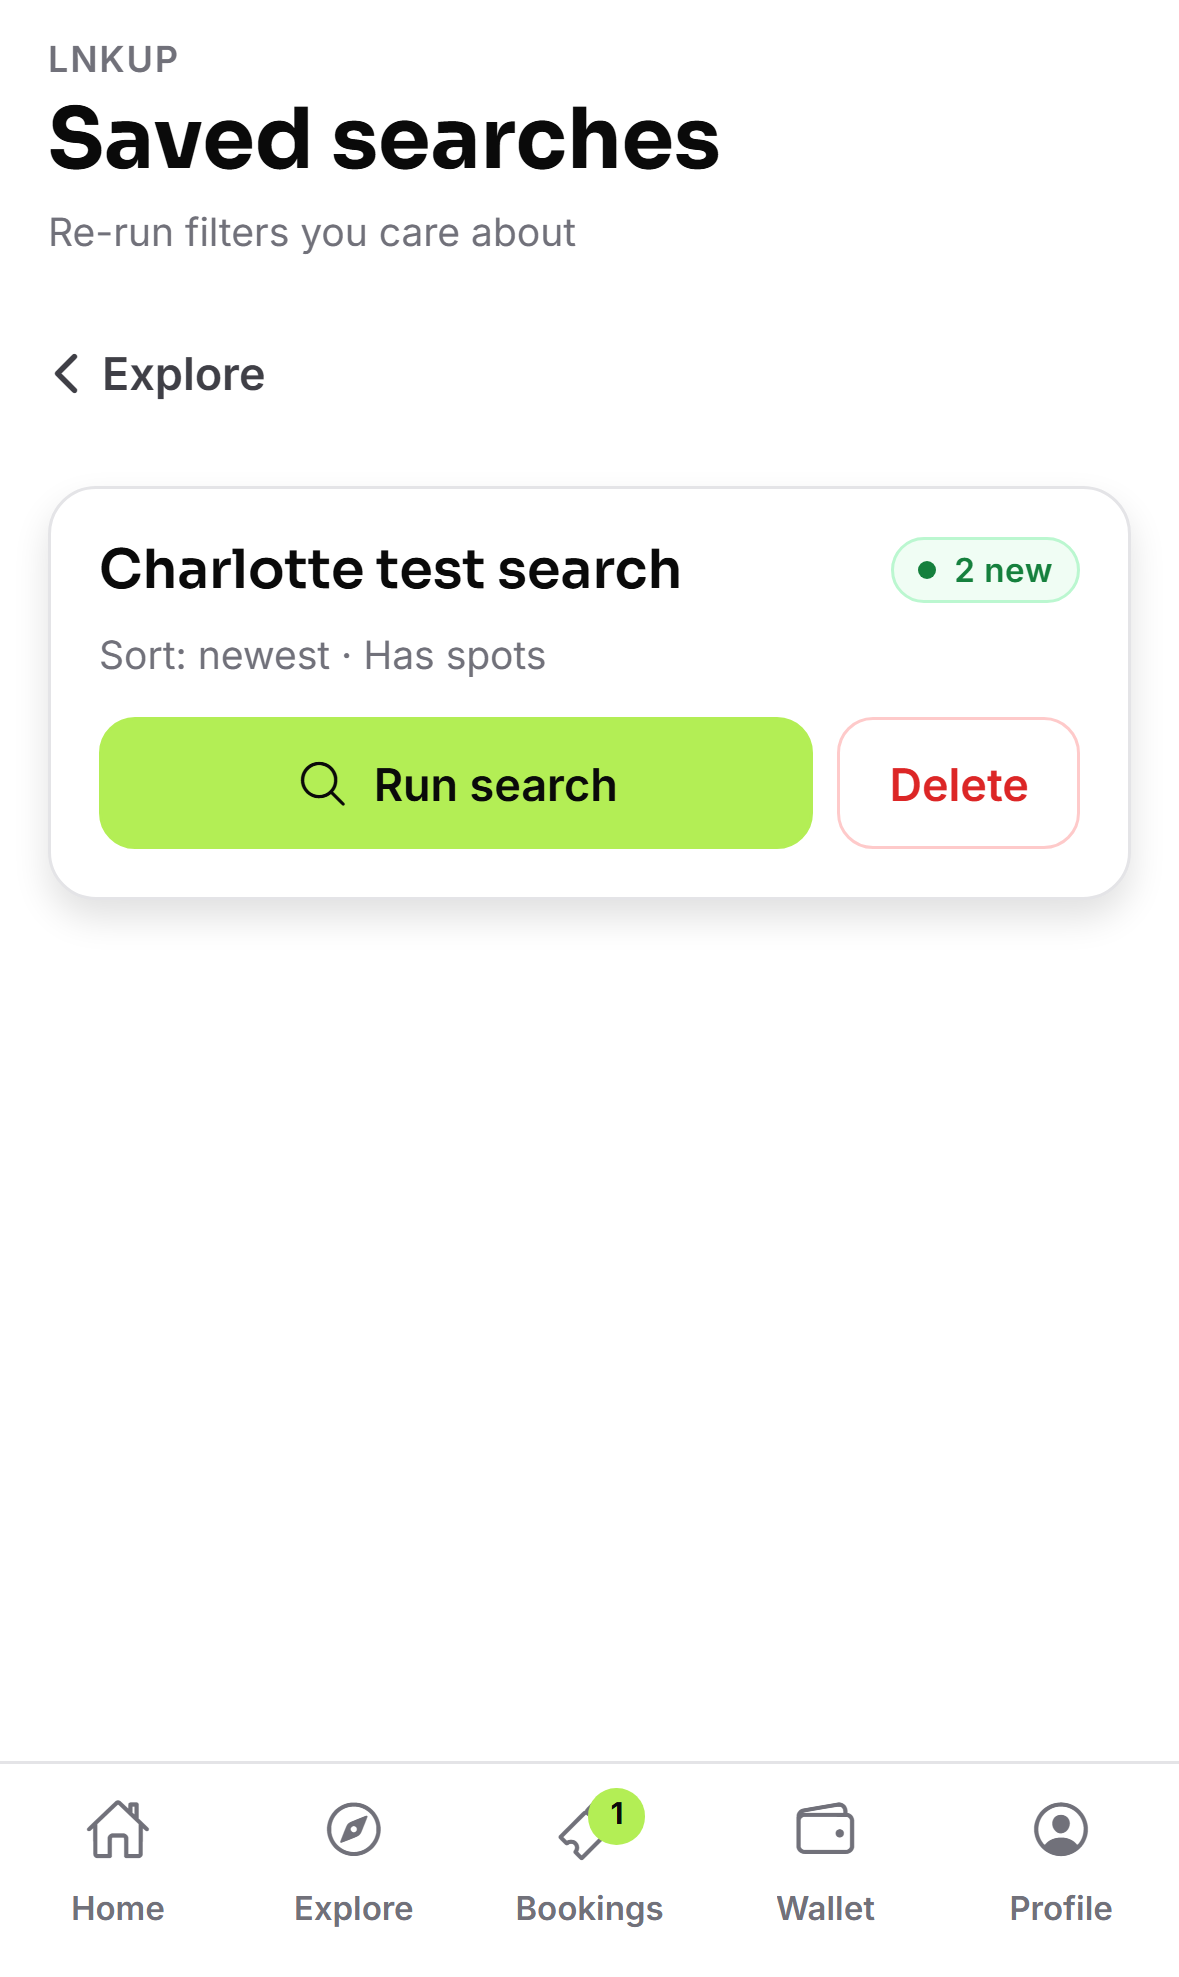 LNKUP
Saved searches
Re-run filters you care about
Explore
Charlotte test search
2 new
Sort: newest · Has spots
Run search
Delete
1
Home
Explore
Bookings
Wallet
Profile